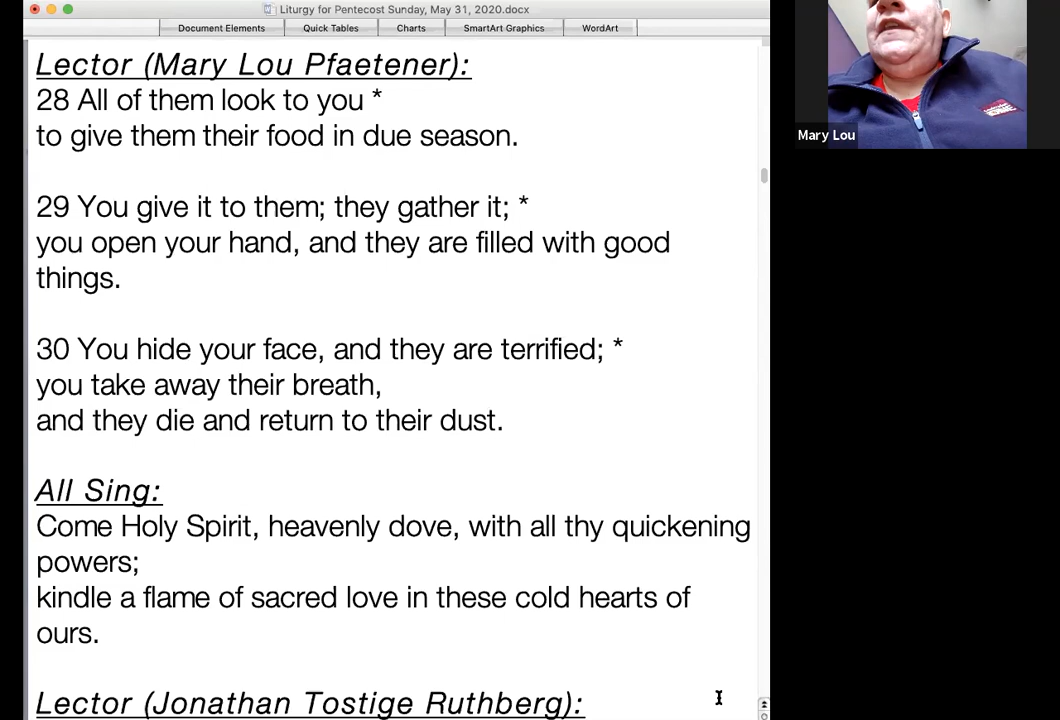 Liturgy for Pentecost Sunday, May 31, 2020.docx
Document Elements Quick Tables Charts SmartArt Graphics WordArt
Lector (Mary Lou Pfaetener):
28 All of them look to you *
to give them their food in due season.
29 You give it to them; they gather it; *
you open your hand, and they are filled with good
things.
30 You hide your face, and they are terrified; *
you take away their breath,
and they die and return to their dust.
All Sing:
Come Holy Spirit, heavenly dove, with all thy quickening
powers;
kindle a flame of sacred love in these cold hearts of
ours.
Lector (Jonathan Tostige Ruthberg):
Mary Lou